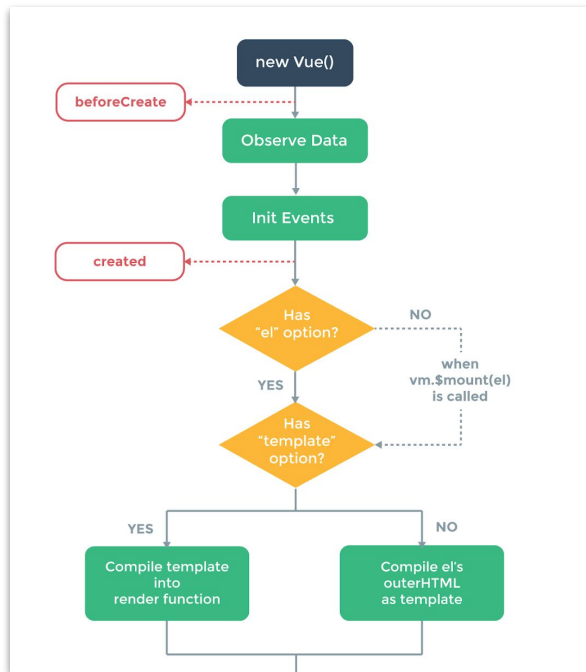 new Vue()
beforeCreate
Observe Data
Init Events
created
Has
"el" option?
NO
when
vm.$mount(el)
is called
YES
Has
"template"
option?
YES
NO
Compile template
into
render function
Compile el's
outerHTML
as template